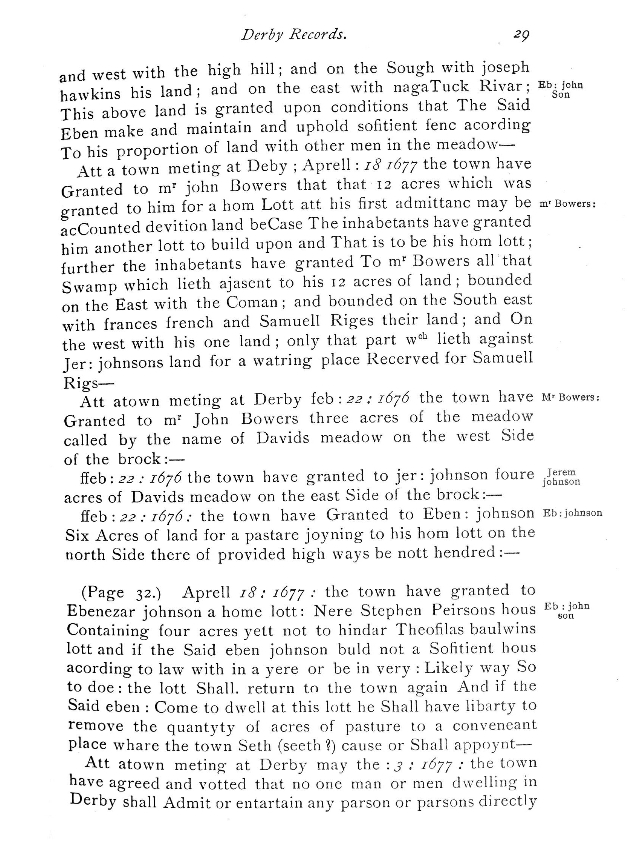 Derby Records. 29
and west with the high hill; and on the Sough with joseph
hawkins his land; and on the east with nagaTuck Rivar; Eb: john
Son
This above land is granted upon conditions that The Said
Eben make and maintain and uphold sofitient fenc acording
To his proportion of land with other men in the meadow—
Att a town meting at Deby; Aprell: 18 1677 the town have
Granted to mr john Bowers that that 12 acres which was
granted to him for a hom Lott att his first admittanc may be mr Bowers:
acCounted devition land beCase The inhabetants have granted
him another lott to build upon and That is to be his hom lott;
further the inhabetants have granted To mr Bowers all that
Swamp which lieth ajasent to his 12 acres of land; bounded
on the East with the Coman; and bounded on the South east
with frances french and Samuell Riges their land; and On
the west with his one land; only that part wch lieth against
Jer: johnsons land for a watring place Recerved for Samuell
Rigs—
Att atown meting at Derby feb: 22: 1676 the town have Mr Bowers:
Granted to mr John Bowers three acres of the meadow
called by the name of Davids meadow on the west Side
of the brock:—
ffeb: 22: 1676 the town have granted to jer: johnson foure Jerem
johnson
acres of Davids meadow on the east Side of the brock:—
ffeb: 22: 1676: the town have Granted to Eben: johnson Eb: johnson
Six Acres of land for a pastare joyning to his hom lott on the
north Side there of provided high ways be nott hendred:—
(Page 32.) Aprell 18: 1677: the town have granted to
Ebenezar johnson a home lott: Nere Stephen Peirsons hous Eb: john
son
Containing four acres yett not to hindar Theofilas baulwins
lott and if the Said eben johnson buld not a Sofitient hous
acording to law with in a yere or be in very: Likely way So
to doe: the lott Shall. return to the town again And if the
Said eben: Come to dwell at this lott he Shall have libarty to
remove the quantyty of acres of pasture to a conveneant
place whare the town Seth (seeth?) cause or Shall appoynt—
Att atown meting at Derby may the: 3: 1677: the town
have agreed and votted that no one man or men dwelling in
Derby shall Admit or entartain any parson or parsons directly